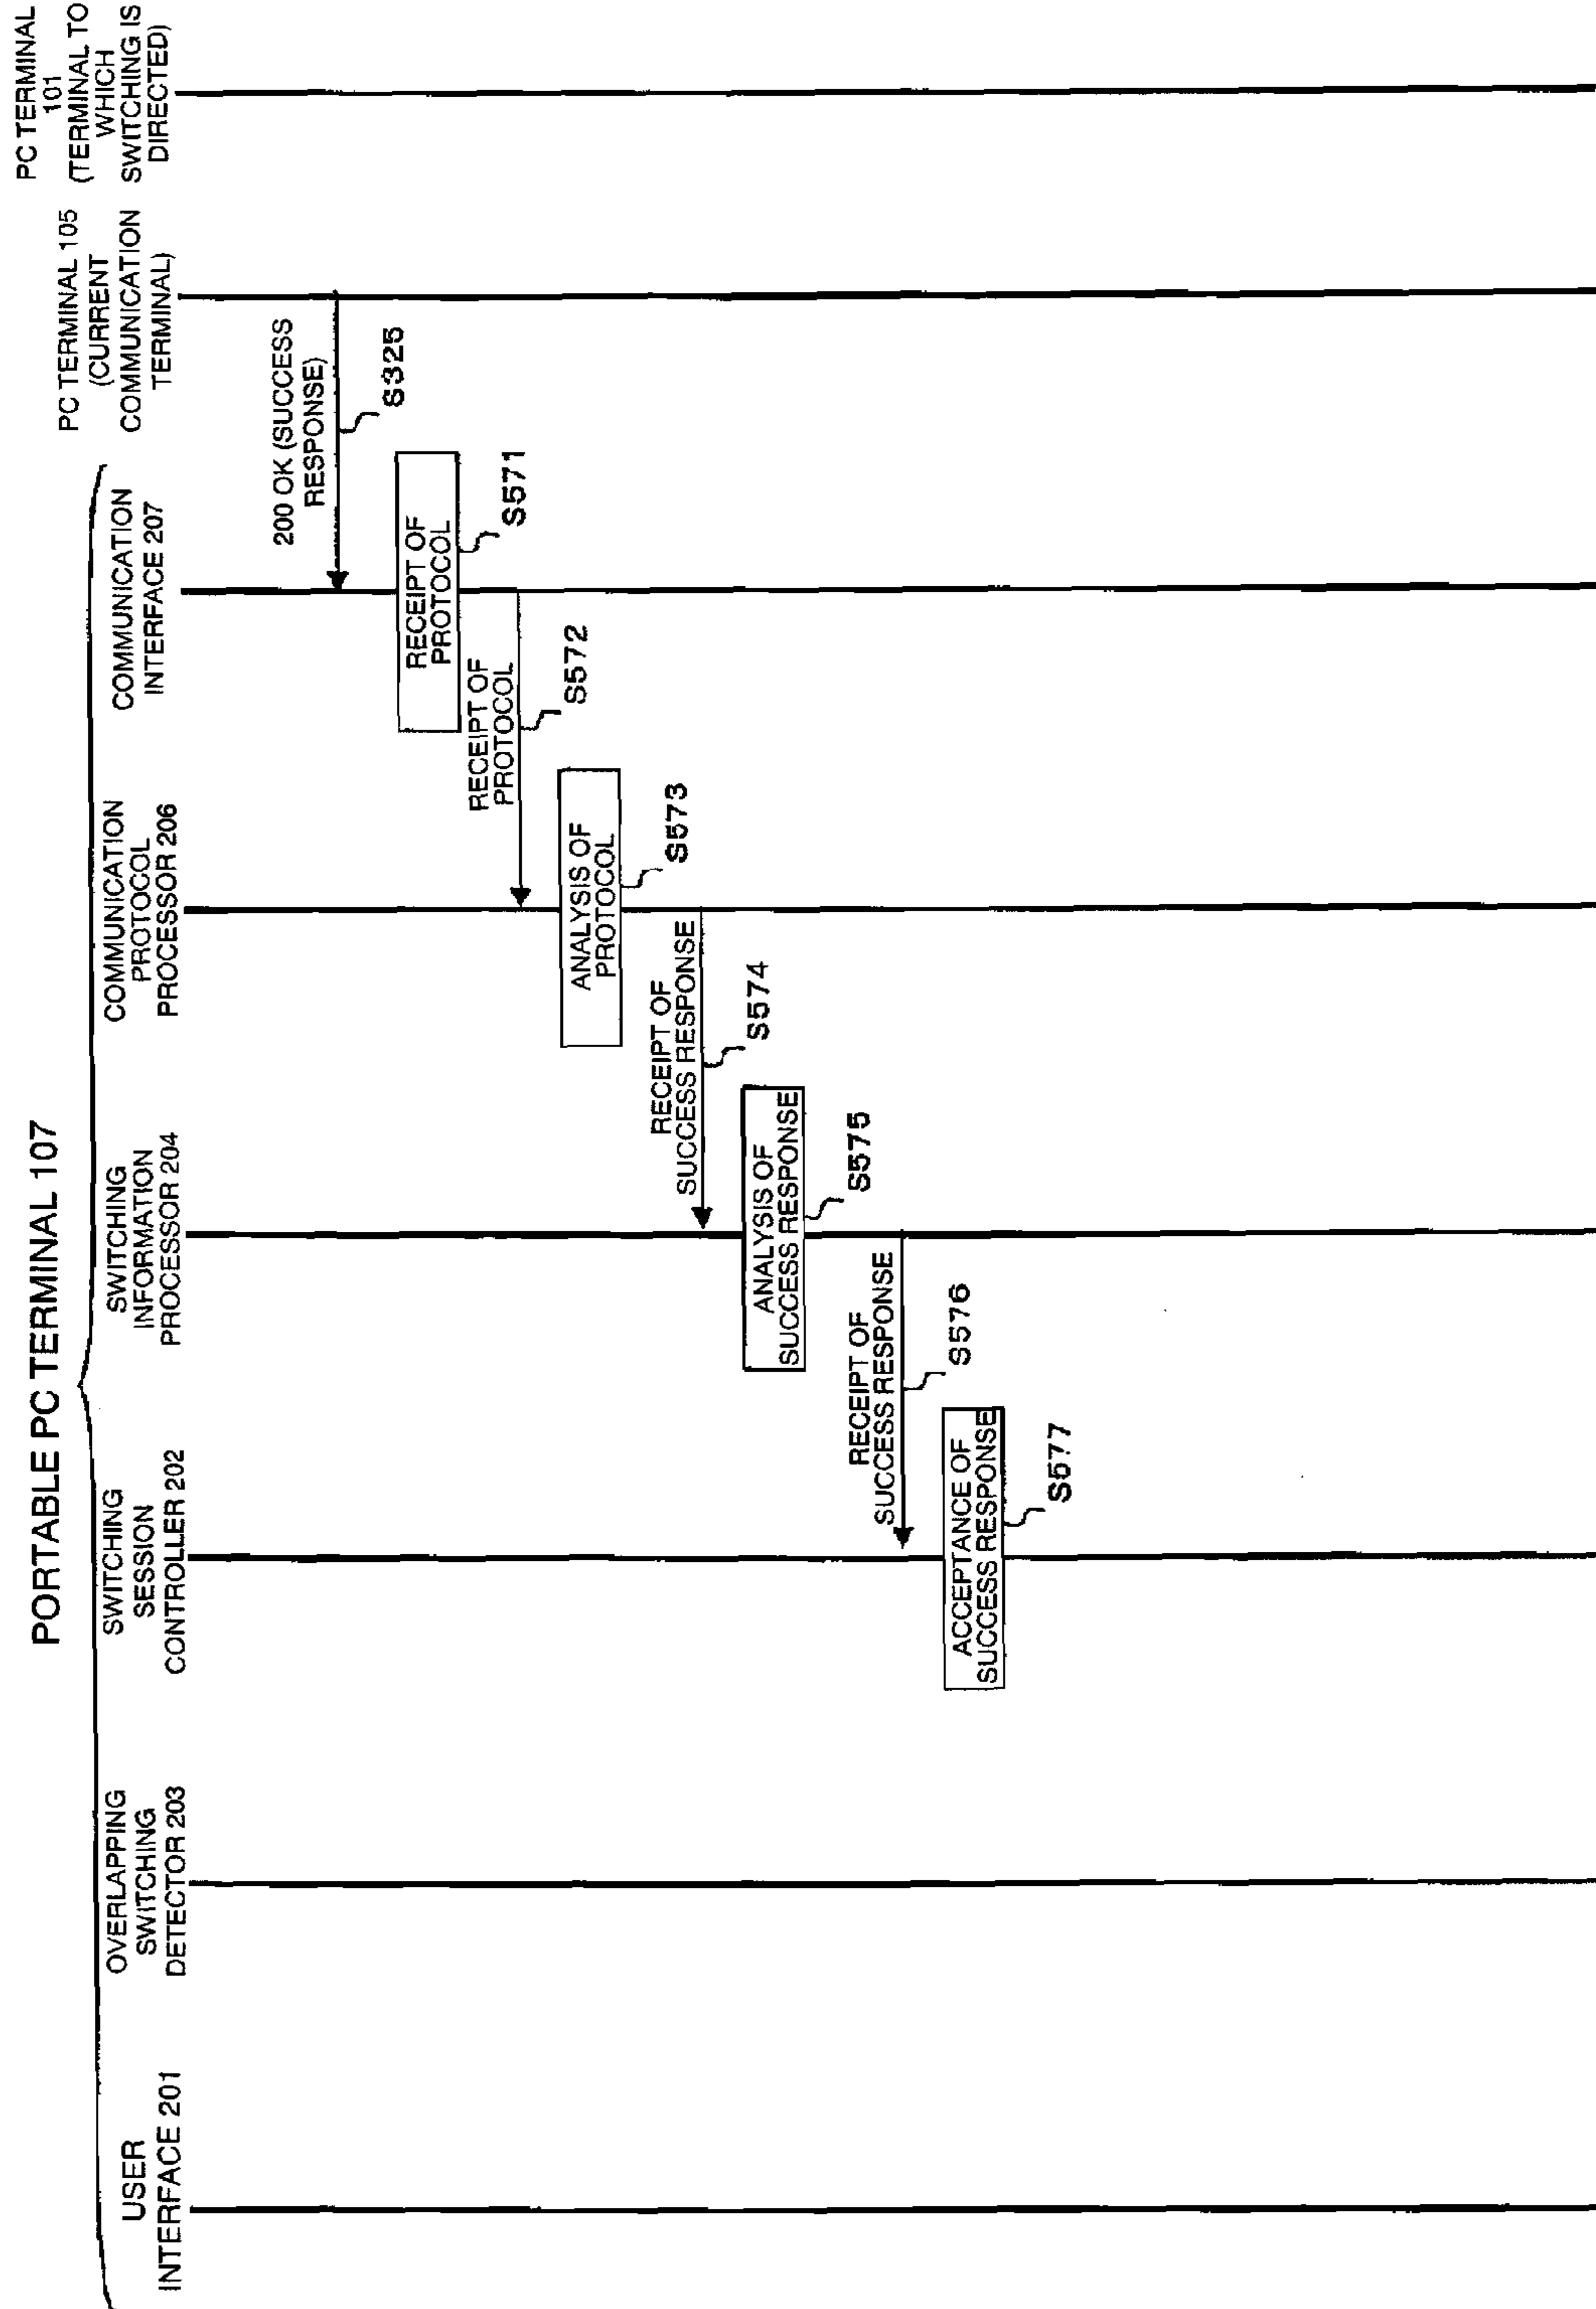 PORTABLE PC TERMINAL 107
USER
INTERFACE 201
OVERLAPPING
SWITCHING
DETECTOR 203
SWITCHING
SESSION
CONTROLLER 202
SWITCHING
INFORMATION
PROCESSOR 204
COMMUNICATION
PROTOCOL
PROCESSOR 206
COMMUNICATION
INTERFACE 207
PC TERMINAL 105
(CURRENT
COMMUNICATION
TERMINAL)
PC TERMINAL
101
(TERMINAL TO
WHICH
SWITCHING IS
DIRECTED)
200 OK (SUCCESS
RESPONSE)
S325
RECEIPT OF
PROTOCOL
S571
RECEIPT OF
PROTOCOL
S572
ANALYSIS OF
PROTOCOL
S573
RECEIPT OF
SUCCESS RESPONSE
S574
ANALYSIS OF
SUCCESS RESPONSE
S575
RECEIPT OF
SUCCESS RESPONSE
S576
ACCEPTANCE OF
SUCCESS RESPONSE
S577